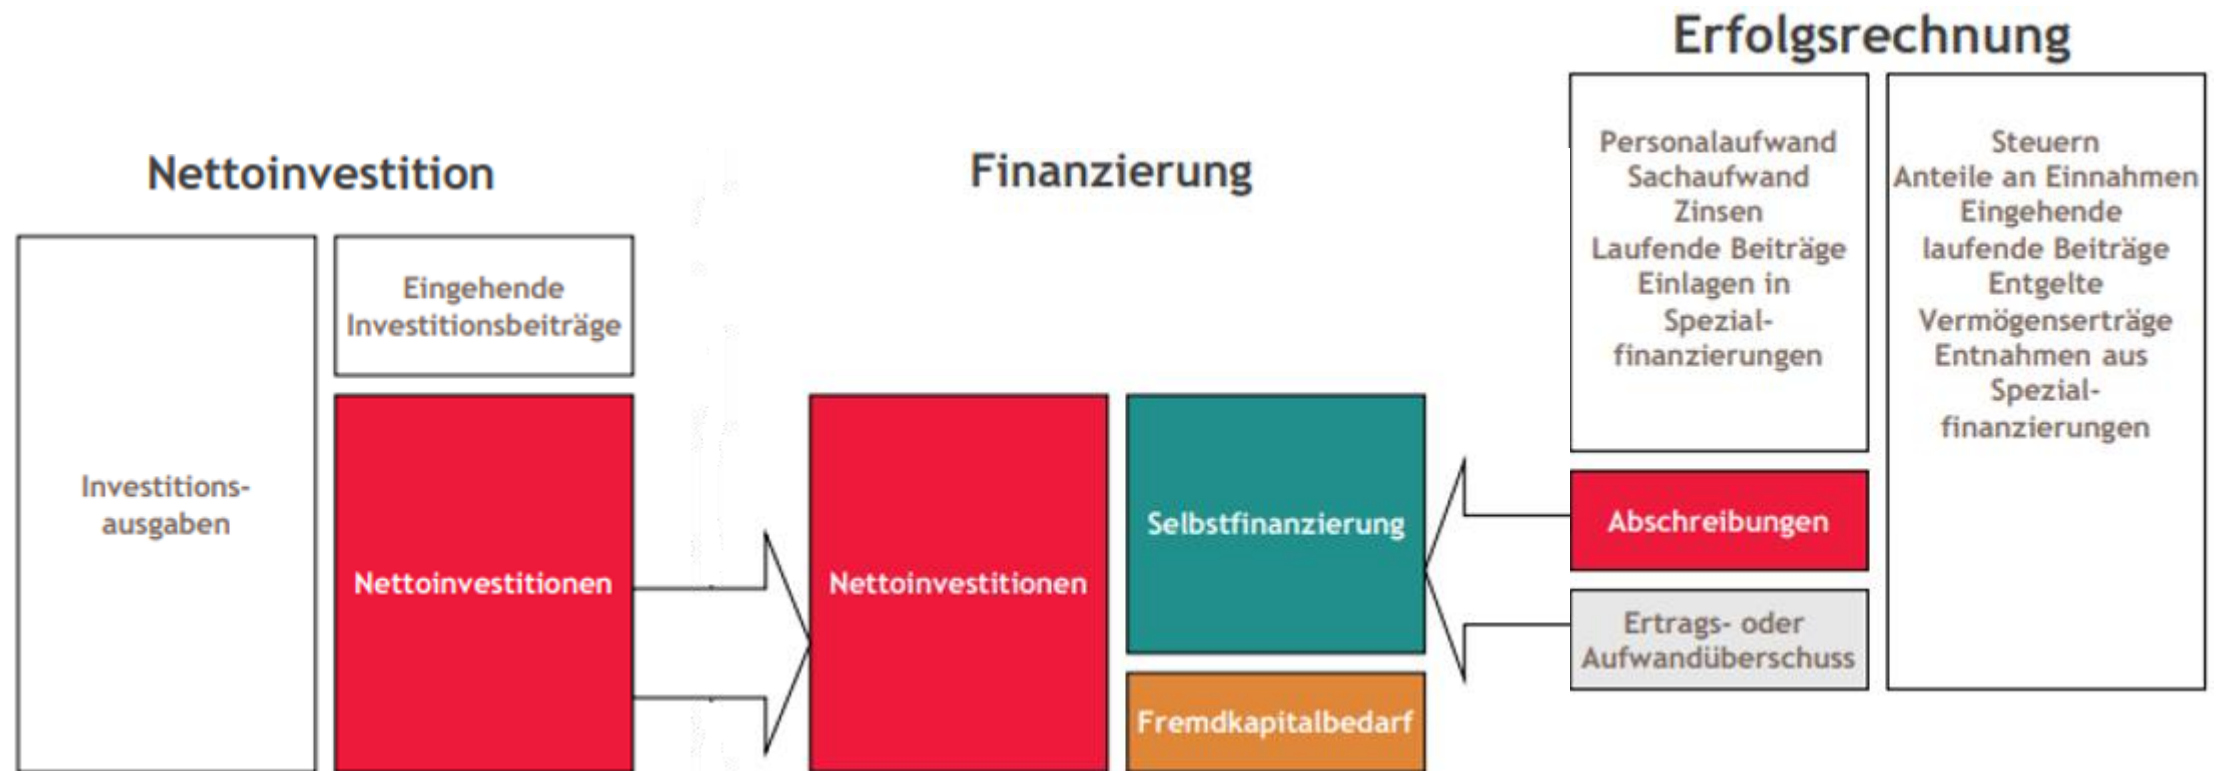 Nettoinvestition
Investitions-
ausgaben
Eingehende
Investitionsbeiträge
Nettoinvestitionen
Finanzierung
Nettoinvestitionen
Selbstfinanzierung
Fremdkapitalbedarf
Erfolgsrechnung
Personalaufwand
Sachaufwand
Zinsen
Laufende Beiträge
Einlagen in
Spezial-
finanzierungen
Abschreibungen
Ertrags- oder
Aufwandüberschuss
Steuern
Anteile an Einnahmen
Eingehende
laufende Beiträge
Entgelte
Vermögenserträge
Entnahmen aus
Spezial-
finanzierungen